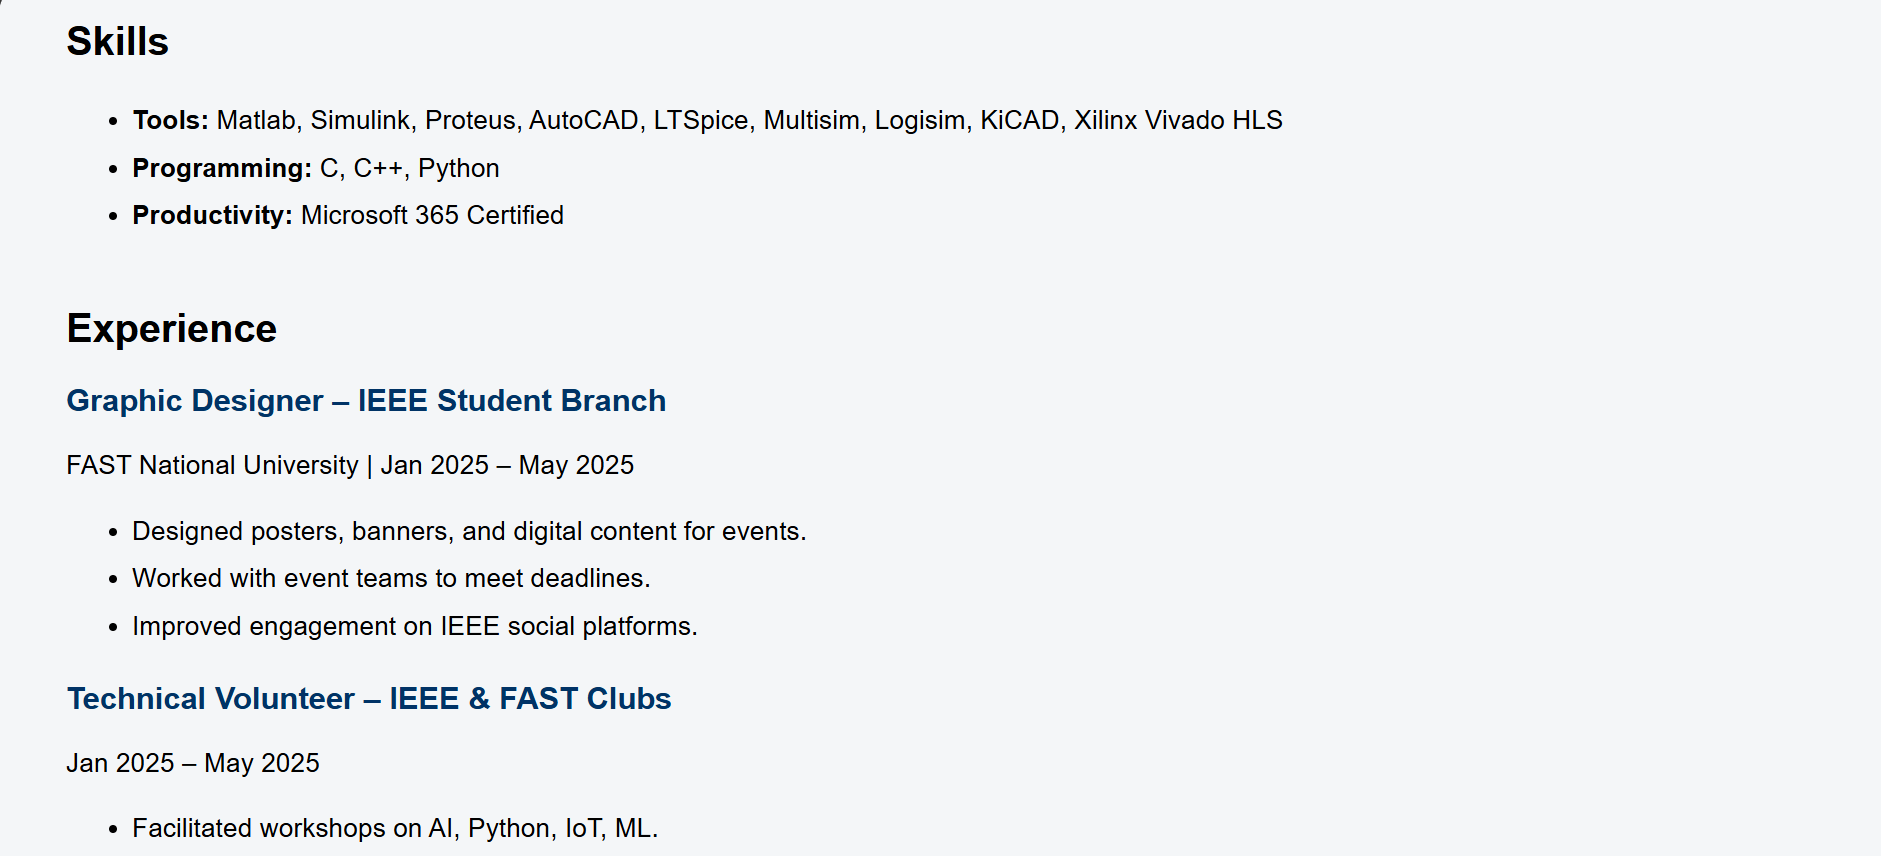 Skills
• Tools: Matlab, Simulink, Proteus, AutoCAD, LTSpice, Multisim, Logisim, KiCAD, Xilinx Vivado HLS
• Programming: C, C++, Python
• Productivity: Microsoft 365 Certified
Experience
Graphic Designer – IEEE Student Branch
FAST National University | Jan 2025 – May 2025
• Designed posters, banners, and digital content for events.
• Worked with event teams to meet deadlines.
• Improved engagement on IEEE social platforms.
Technical Volunteer – IEEE & FAST Clubs
Jan 2025 – May 2025
• Facilitated workshops on AI, Python, IoT, ML.